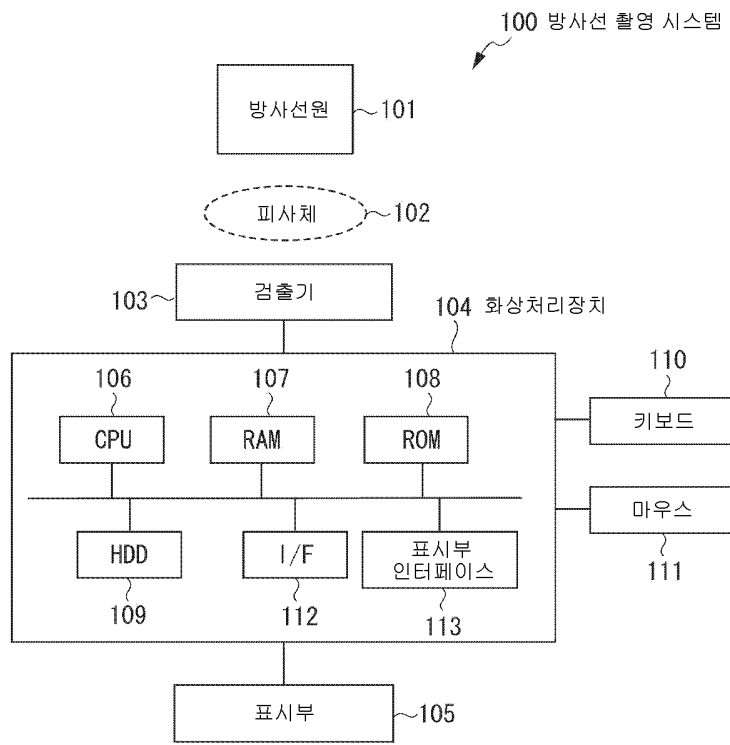 100 방사선 촬영 시스템
방사선원
101
피사체
102
검출기
103
104 화상처리장치
106
107
108
110
CPU
RAM
ROM
키보드
HDD
I/F
표시부
인터페이스
마우스
109
112
113
111
표시부
105